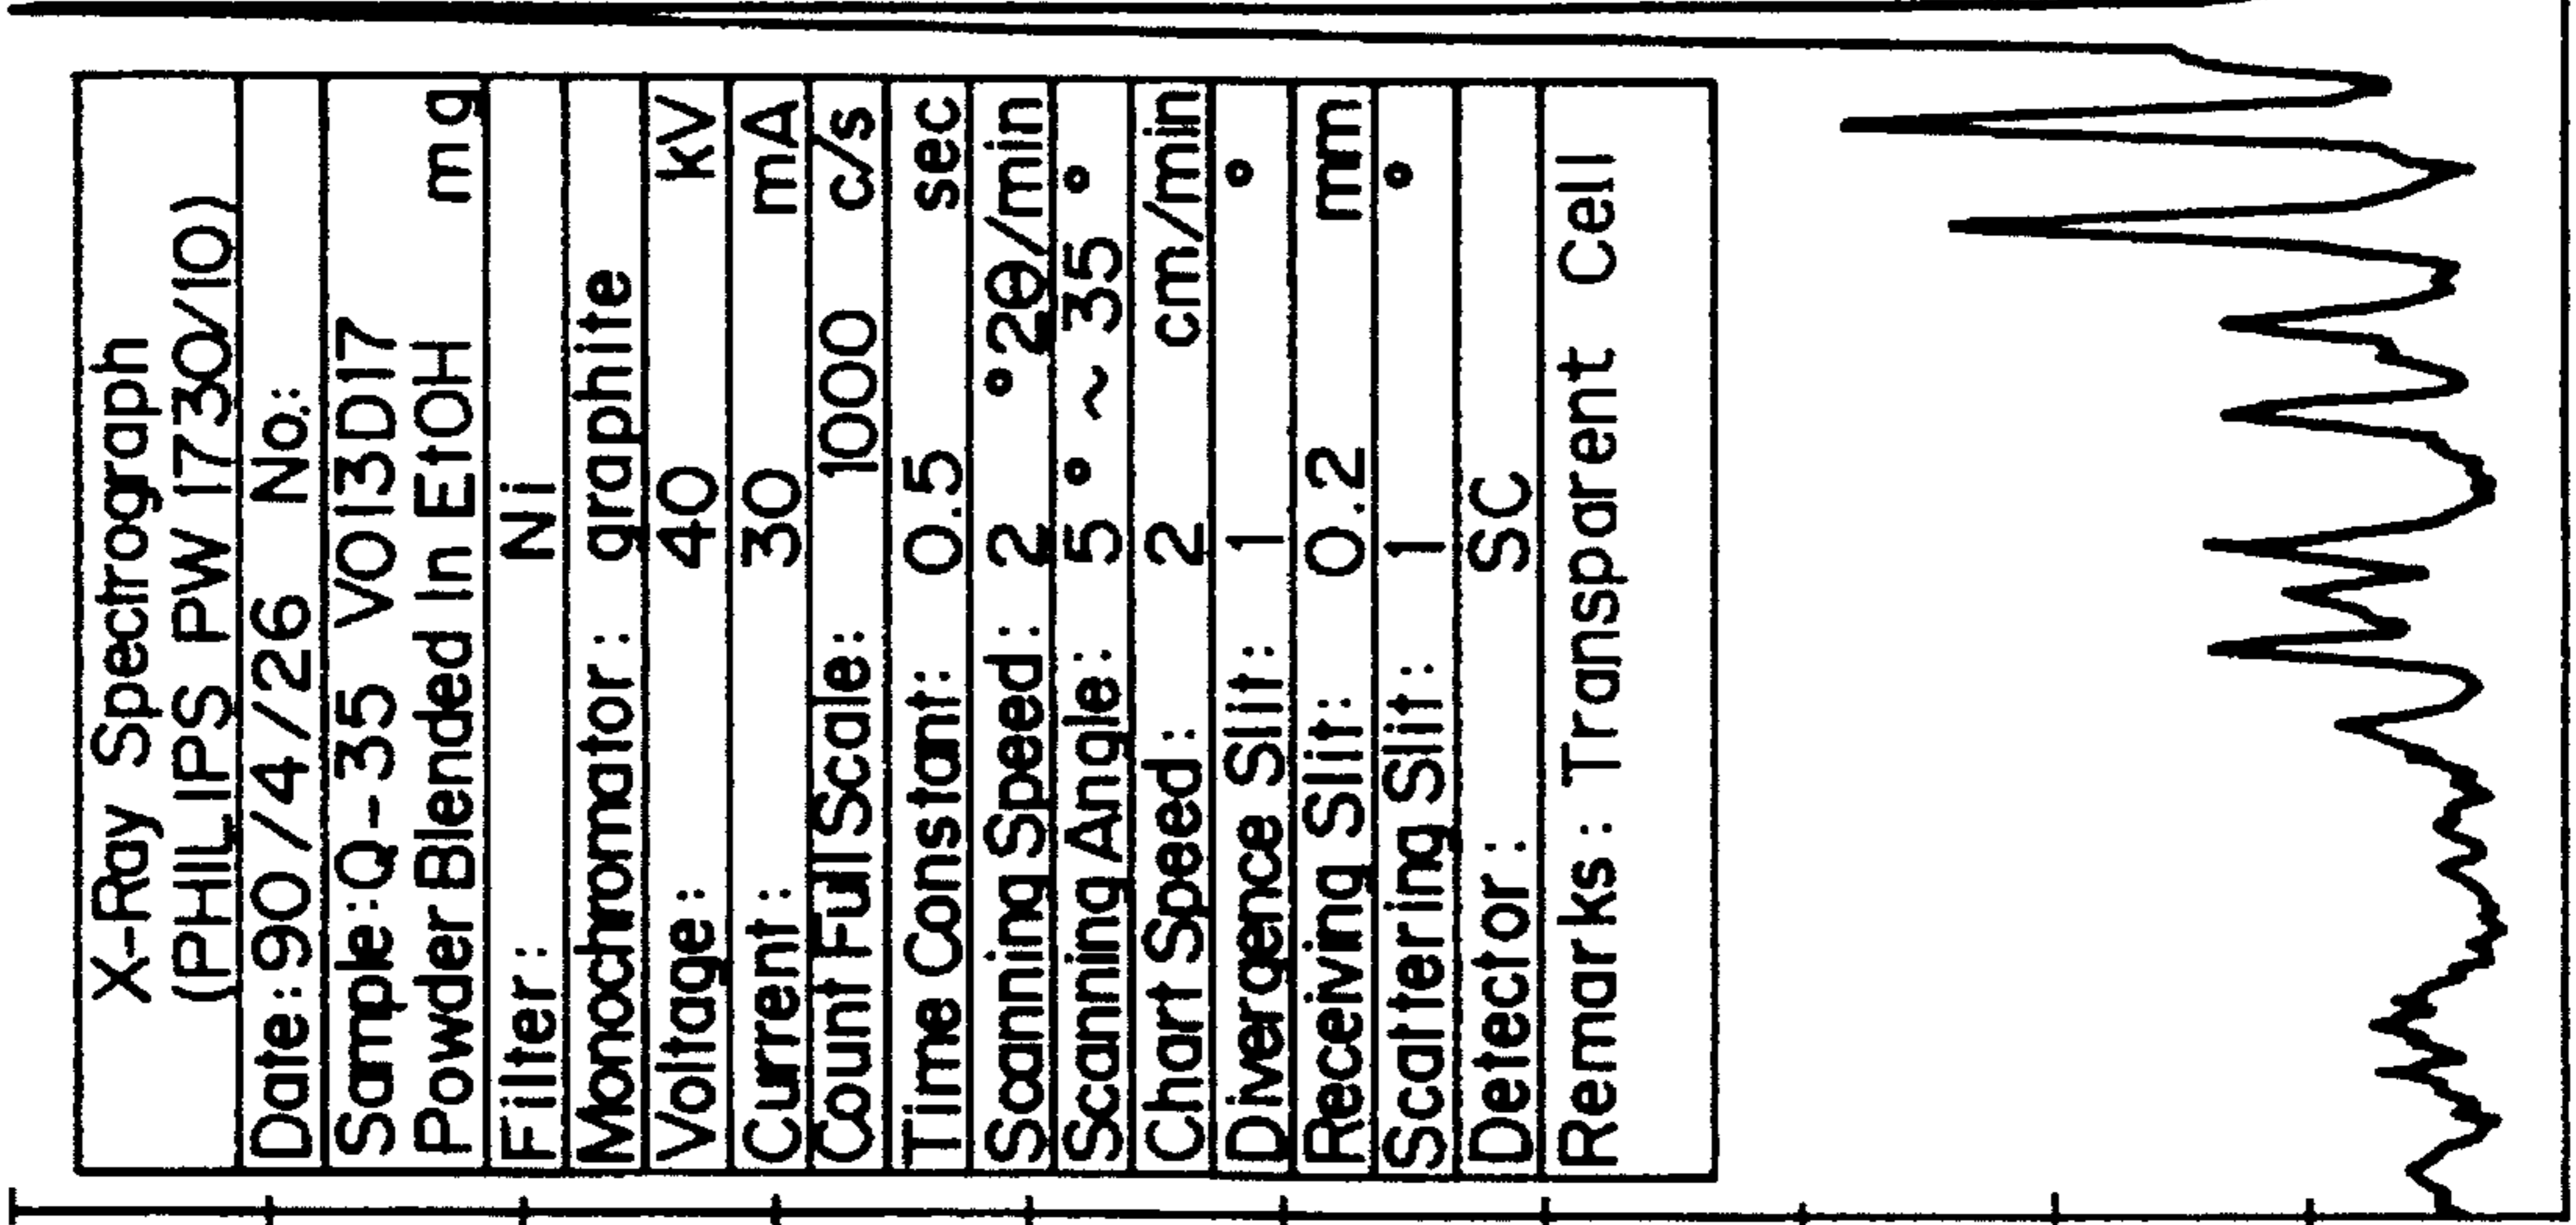 X-Ray Spectrograph
(PHILIPS PW 1730/10)
Date: 90/4/26 No.:
Sample: Q-35 V013D17
Powder Blended In EtOH mg
Filter: Ni
Monochromator: graphite
Voltage: 40 kV
Current: 30 mA
Count Full Scale: 1000 c/s
Time Constant: 0.5 sec
Scanning Speed: 2 °2θ/min
Scanning Angle: 5° ~ 35°
Chart Speed: 2 cm/min
Divergence Slit: 1 °
Receiving Slit: 0.2 mm
Scattering Slit: 1 °
Detector: SC
Remarks: Transparent Cell